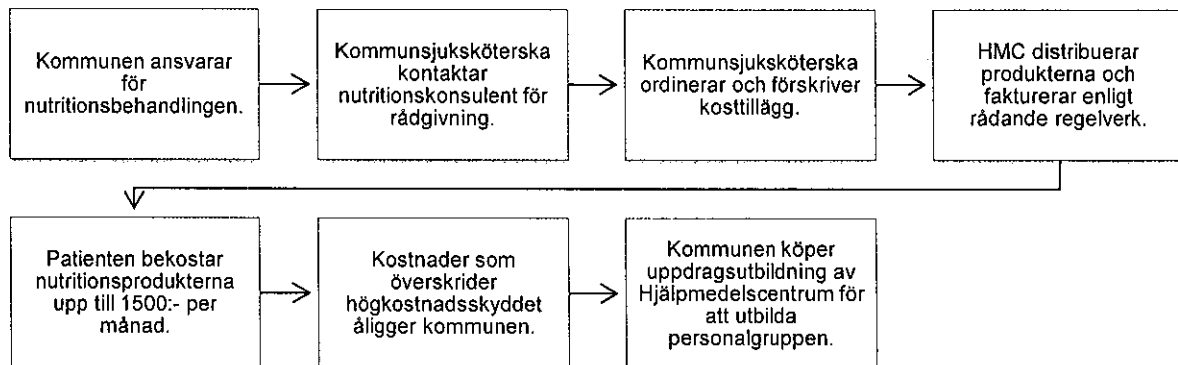 Kommunen ansvarar
för
nutritionsbehandlingen.
Kommunsjuksköterska
kontaktar
nutritionskonsulent för
rådgivning.
Kommunsjuksköterska
ordinerar och förskriver
kosttillägg.
HMC distribuerar
produkterna och
fakturerar enligt
rådande regelverk.
Patienten bekostar
nutritionsprodukterna
upp till 1500:- per
månad.
Kostnader som
överskrider
högkostnadsskyddet
åligger kommunen.
Kommunen köper
uppdragsutbildning av
Hjälpmedelscentrum för
att utbilda
personalgruppen.